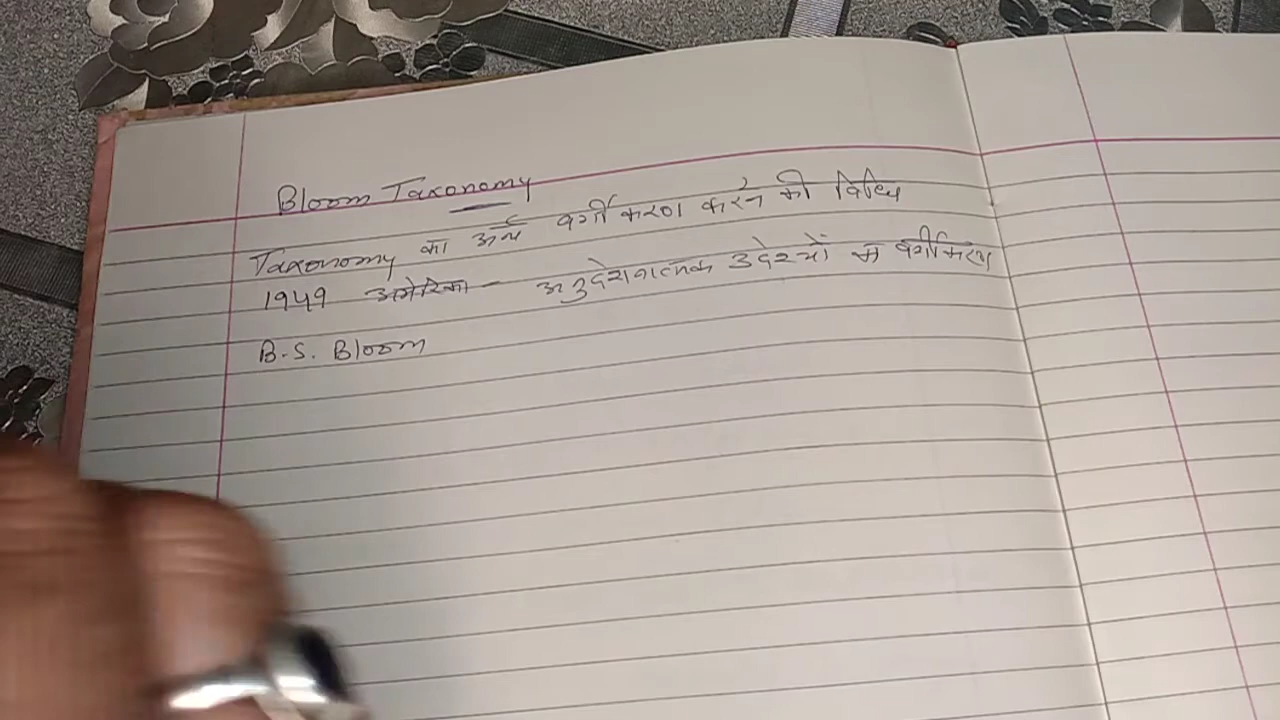 Bloom Taxonomy
Taxonomy का अर्थ वर्गीकरण करने की विधि
1949 अमेरिका - अनुदेशनात्मक उदेश्यों का वर्गीकरण
B.S. Bloom